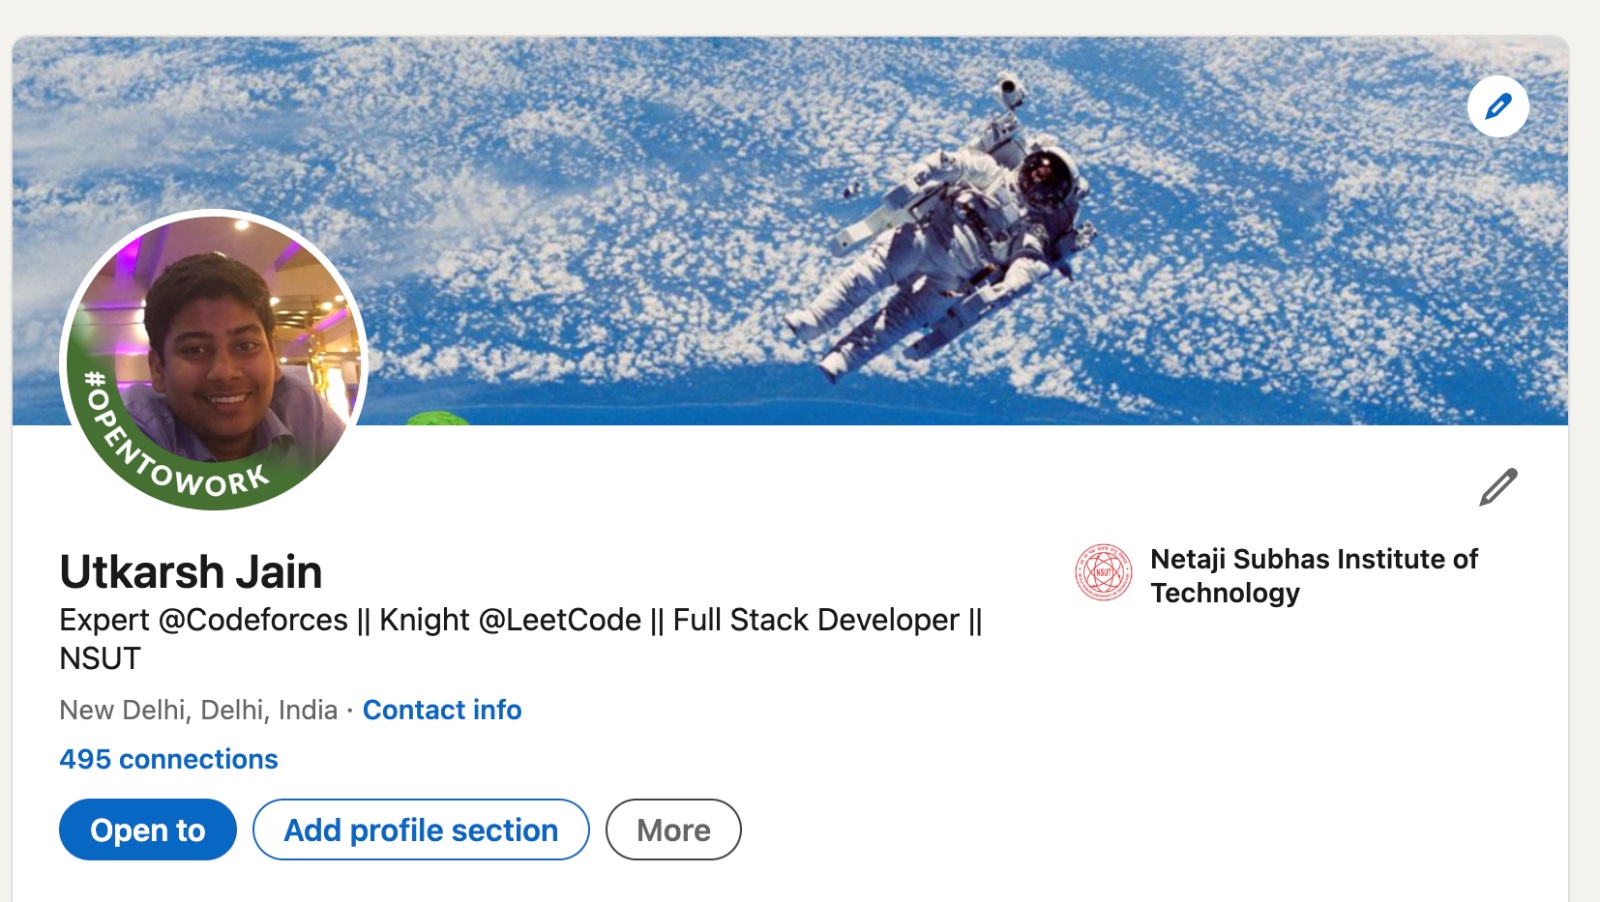 #OPENTOWORK
Utkarsh Jain
Expert @Codeforces || Knight @LeetCode || Full Stack Developer ||
NSUT
New Delhi, Delhi, India · Contact info
495 connections
Open to
Add profile section
More
NSUT
Netaji Subhas Institute of
Technology